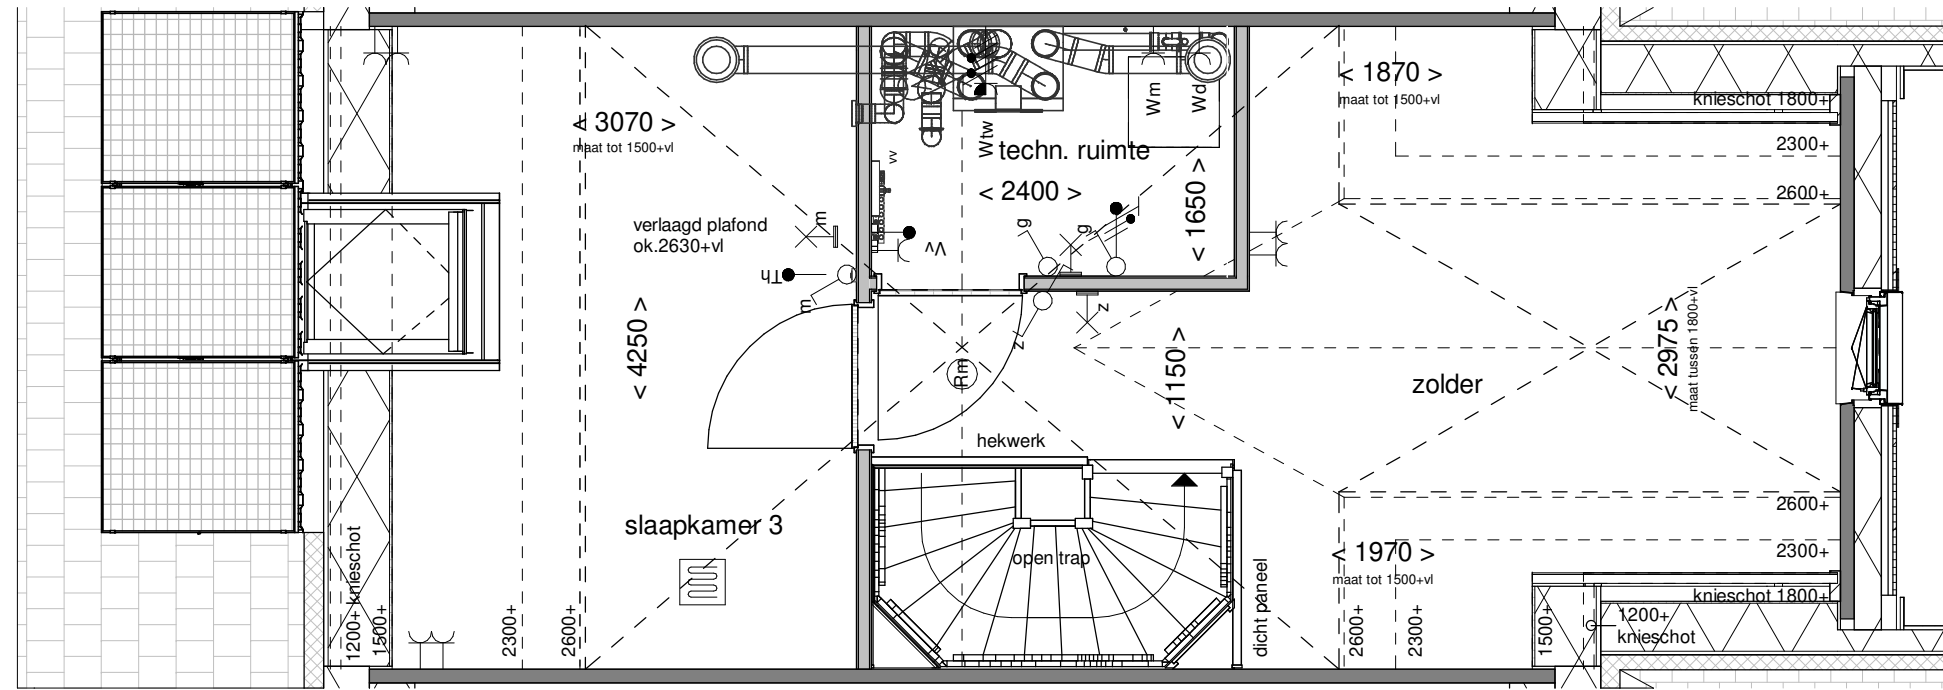 < 3070 >
maat tot 1500+vl
verlaagd plafond
ok.2630+vl
m
Th
m
< 4250 >
slaapkamer 3
1200+ knieschot
1500+
2300+
2600+
vv
Vv
Wtw
techn. ruimte
< 2400 >
Wm
Wd
< 1650 >
g
g
z
z
Rm
< 1150 >
hekwerk
open trap
dicht paneel
< 1870 >
maat tot 1500+vl
knieschot 1800+
2300+
2600+
< 2975 >
maat tussen 1800+vl
zolder
2600+
2300+
< 1970 >
maat tot 1500+vl
knieschot 1800+
2600+
2300+
1500+
1200+
knieschot